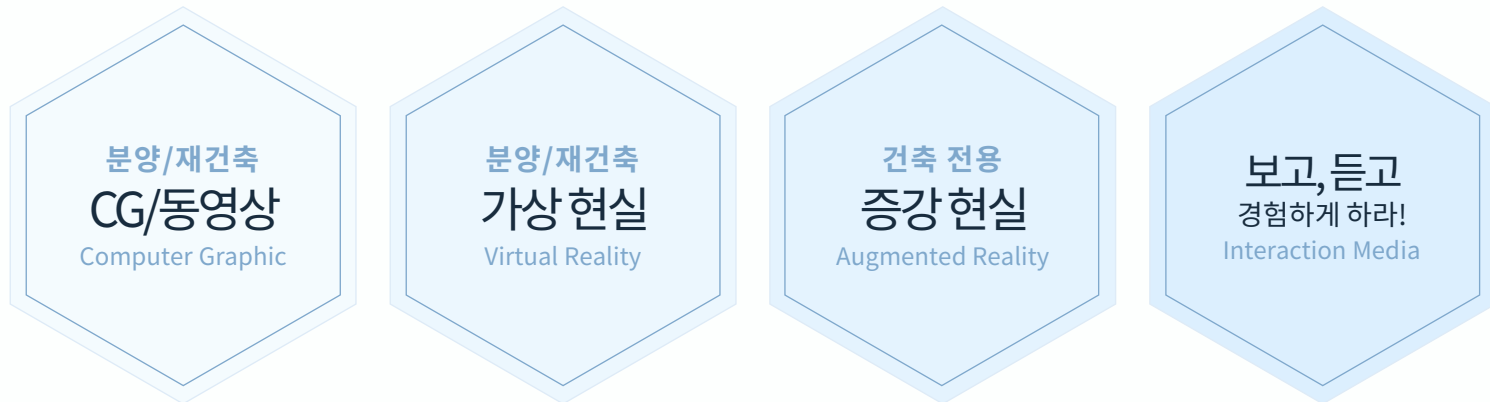 분양/재건축
CG/동영상
Computer Graphic
분양/재건축
가상 현실
Virtual Reality
건축 전용
증강 현실
Augmented Reality
보고, 듣고
경험하게 하라!
Interaction Media